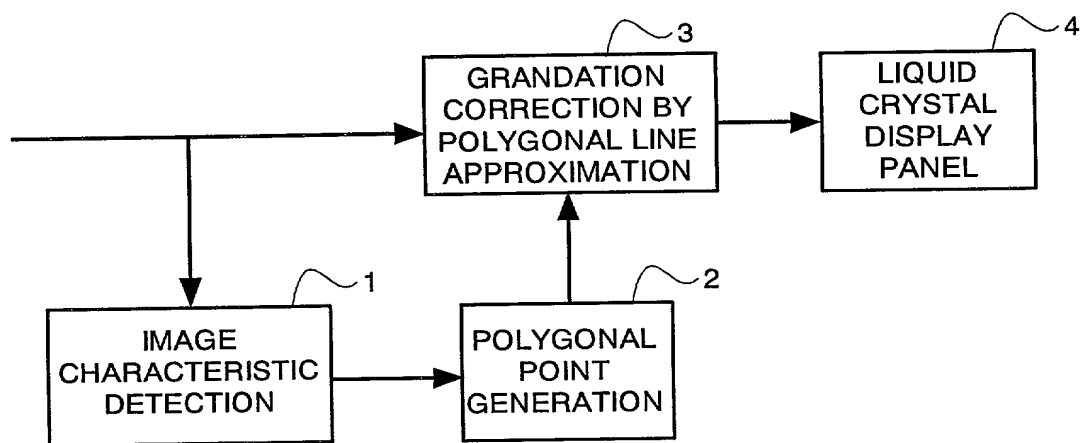 3
GRANDATION
CORRECTION BY
POLYGONAL LINE
APPROXIMATION
4
LIQUID
CRYSTAL
DISPLAY
PANEL
1
IMAGE
CHARACTERISTIC
DETECTION
2
POLYGONAL
POINT
GENERATION